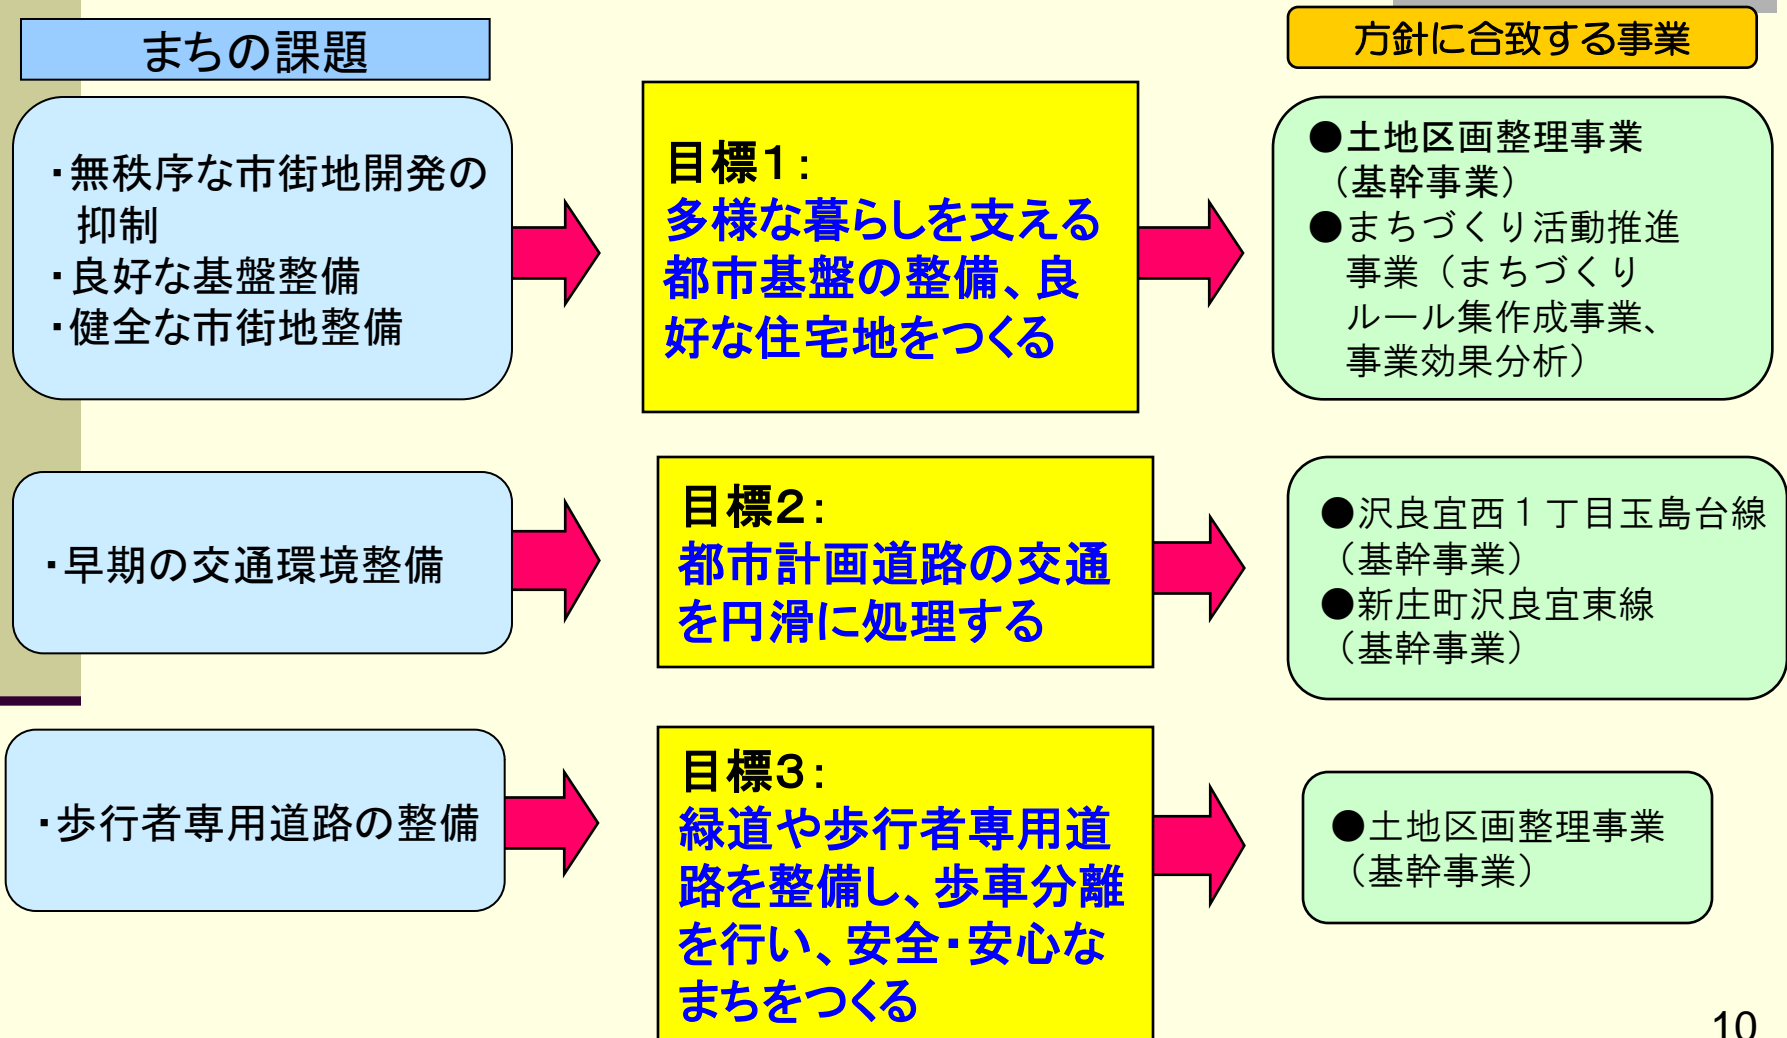 まちの課題
方針に合致する事業
・無秩序な市街地開発の
抑制
・良好な基盤整備
・健全な市街地整備
目標1:
多様な暮らしを支える
都市基盤の整備、良
好な住宅地をつくる
●土地区画整理事業
（基幹事業）
●まちづくり活動推進
事業（まちづくり
ルール集作成事業、
事業効果分析）
・早期の交通環境整備
目標2:
都市計画道路の交通
を円滑に処理する
●沢良宜西１丁目玉島台線
（基幹事業）
●新庄町沢良宜東線
（基幹事業）
・歩行者専用道路の整備
目標3:
緑道や歩行者専用道
路を整備し、歩車分離
を行い、安全・安心な
まちをつくる
●土地区画整理事業
（基幹事業）
10